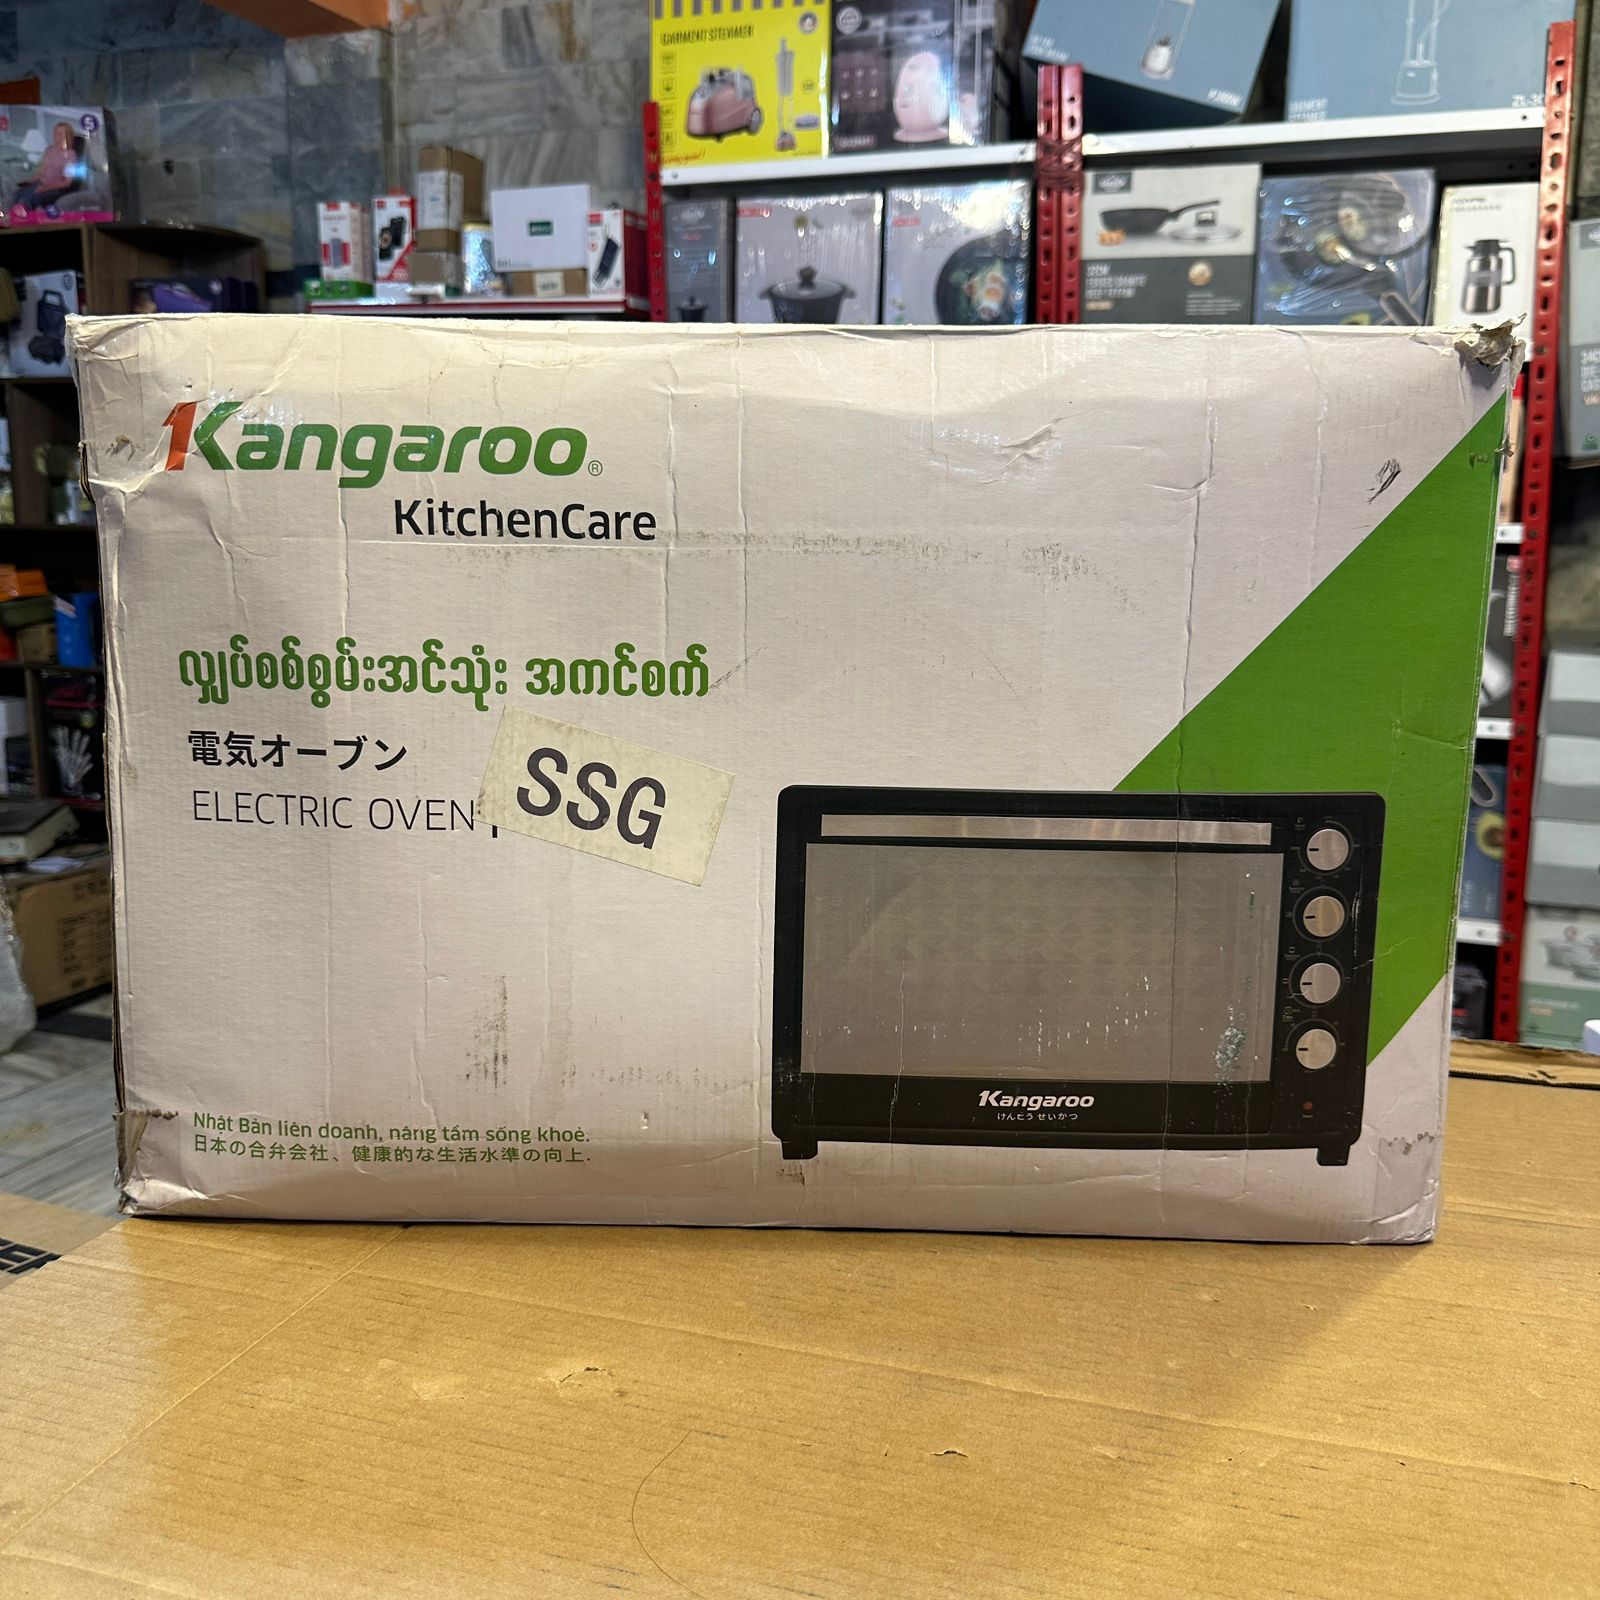 Kangaroo®
KitchenCare
လျှပ်စစ်စွမ်းအင်သုံး အကင်စက်
電気オーブン
ELECTRIC OVEN
SSG
Kangaroo
けんこう せいかつ
Nhật Bản liên doanh, nâng tầm sống khoẻ.
日本の合弁会社、健康的な生活水準の向上.
GARMENT STEAMER